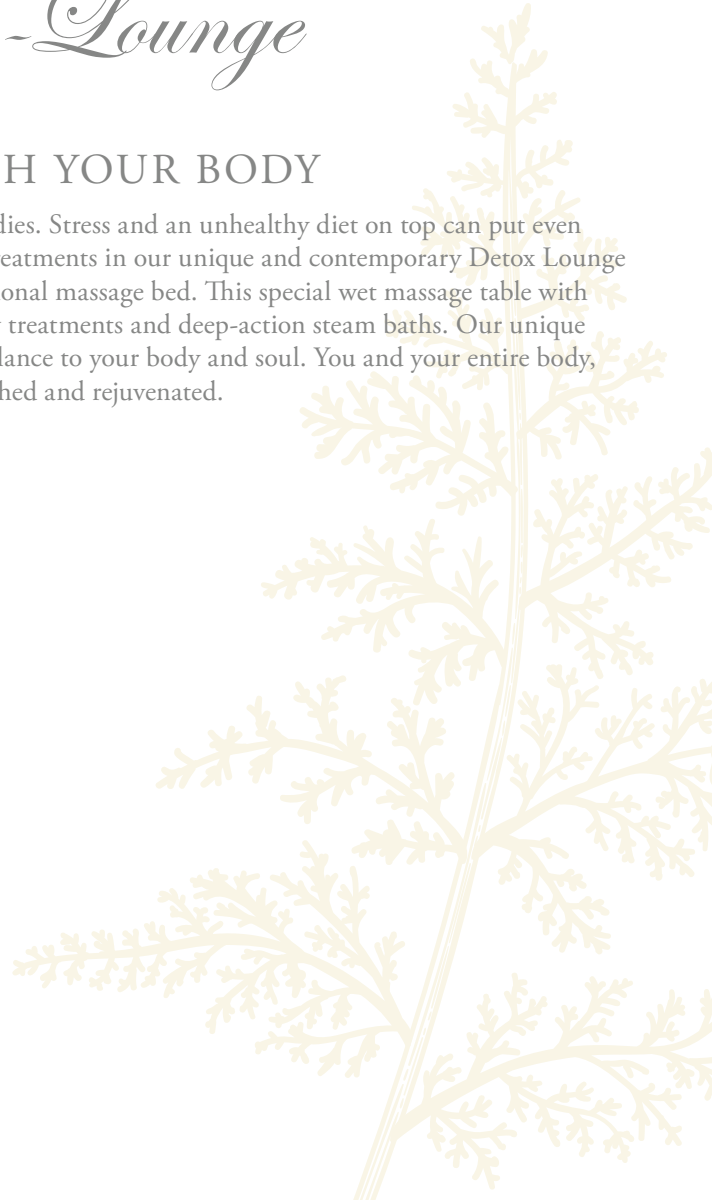 -Lounge
H YOUR BODY
dies. Stress and an unhealthy diet on top can put even
eatments in our unique and contemporary Detox Lounge
ional massage bed. This special wet massage table with
treatments and deep-action steam baths. Our unique
lance to your body and soul. You and your entire body,
hed and rejuvenated.